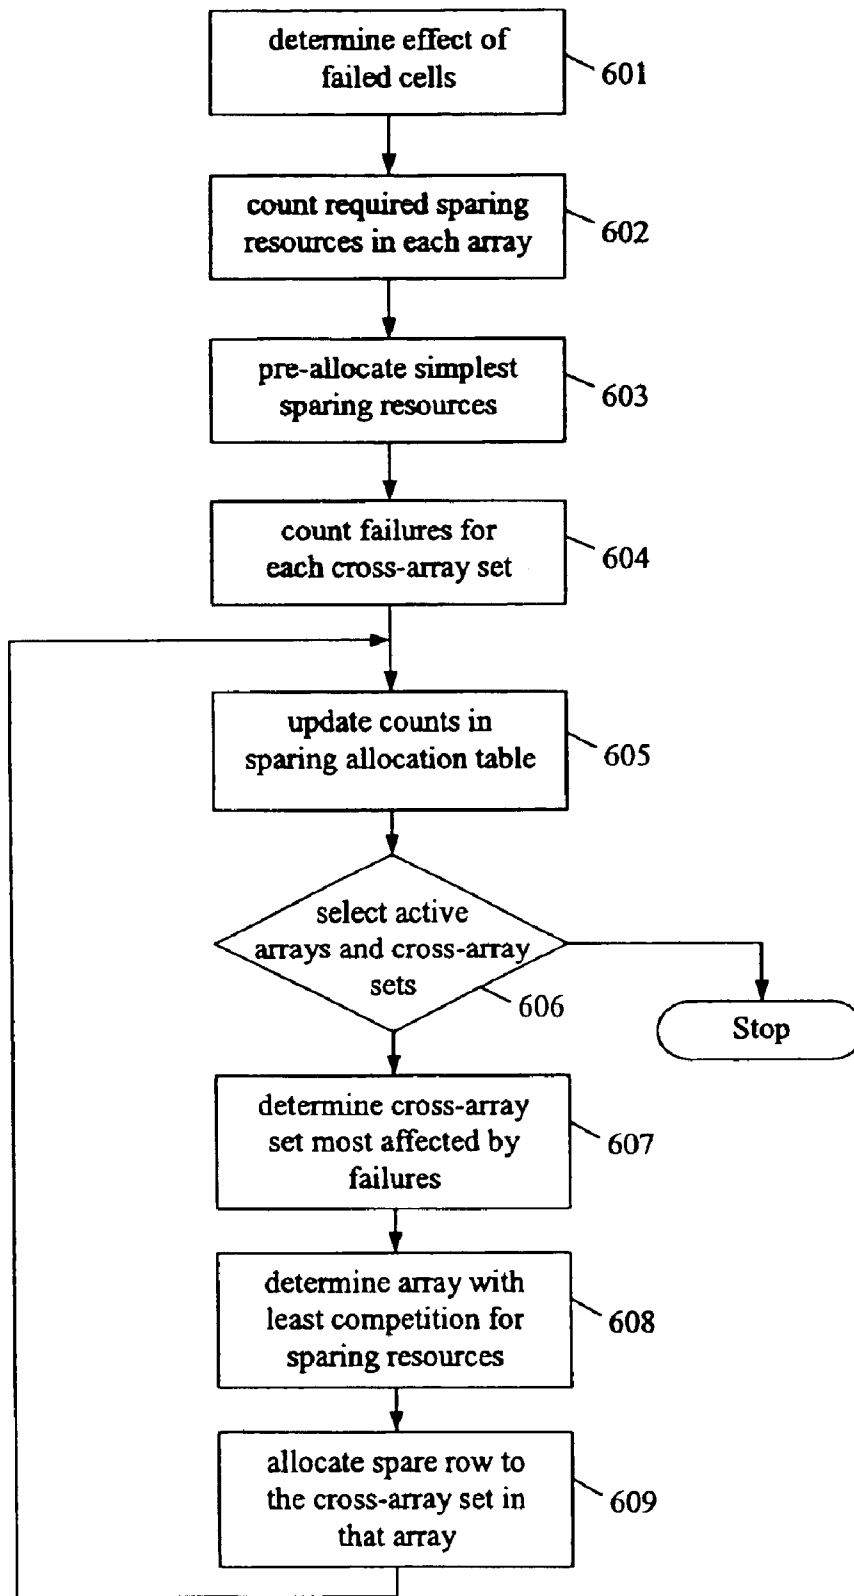 determine effect of
failed cells
601
count required sparing
resources in each array
602
pre-allocate simplest
sparing resources
603
count failures for
each cross-array set
604
update counts in
sparing allocation table
605
select active
arrays and cross-array
sets
606
Stop
determine cross-array
set most affected by
failures
607
determine array with
least competition for
sparing resources
608
allocate spare row to
the cross-array set in
that array
609